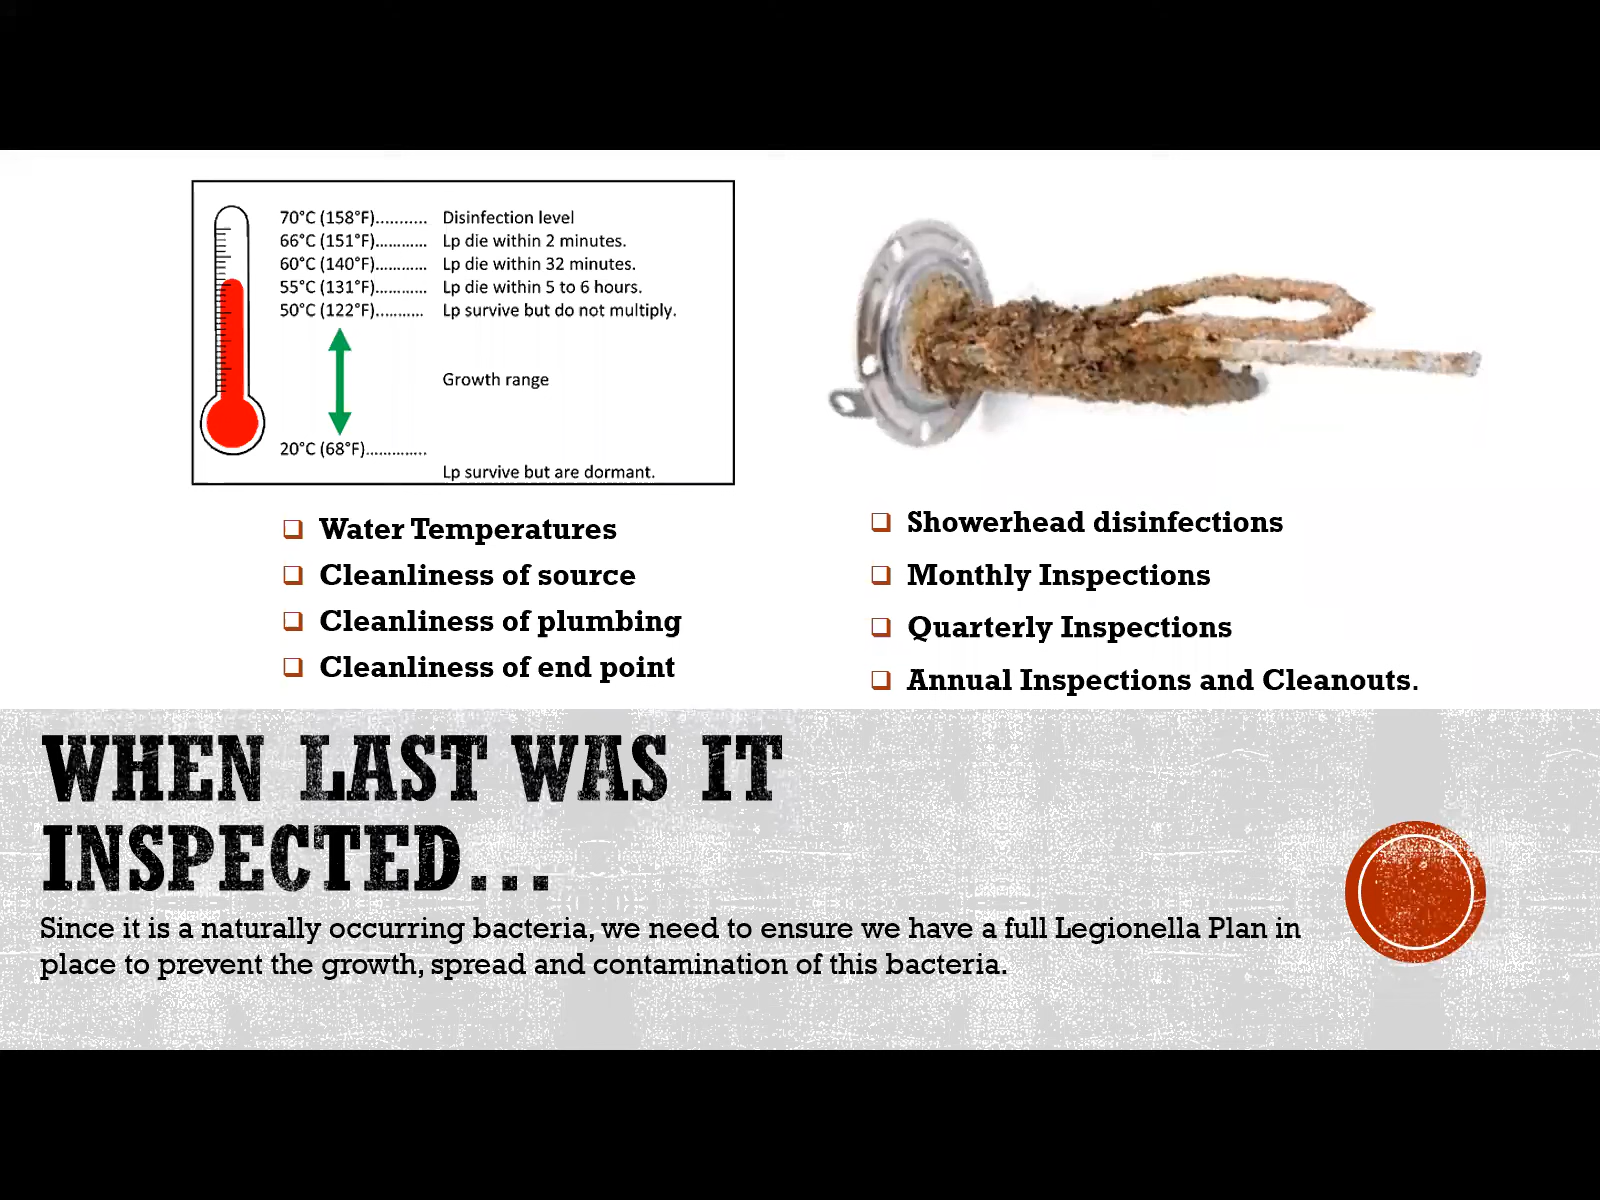 70°C (158°F)........... Disinfection level
66°C (151°F)............ Lp die within 2 minutes.
60°C (140°F)............ Lp die within 32 minutes.
55°C (131°F)............ Lp die within 5 to 6 hours.
50°C (122°F).......... Lp survive but do not multiply.
Growth range
20°C (68°F)..............
Lp survive but are dormant.
❑ Water Temperatures
❑ Cleanliness of source
❑ Cleanliness of plumbing
❑ Cleanliness of end point
❑ Showerhead disinfections
❑ Monthly Inspections
❑ Quarterly Inspections
❑ Annual Inspections and Cleanouts.
WHEN LAST WAS IT
INSPECTED...
Since it is a naturally occurring bacteria, we need to ensure we have a full Legionella Plan in
place to prevent the growth, spread and contamination of this bacteria.